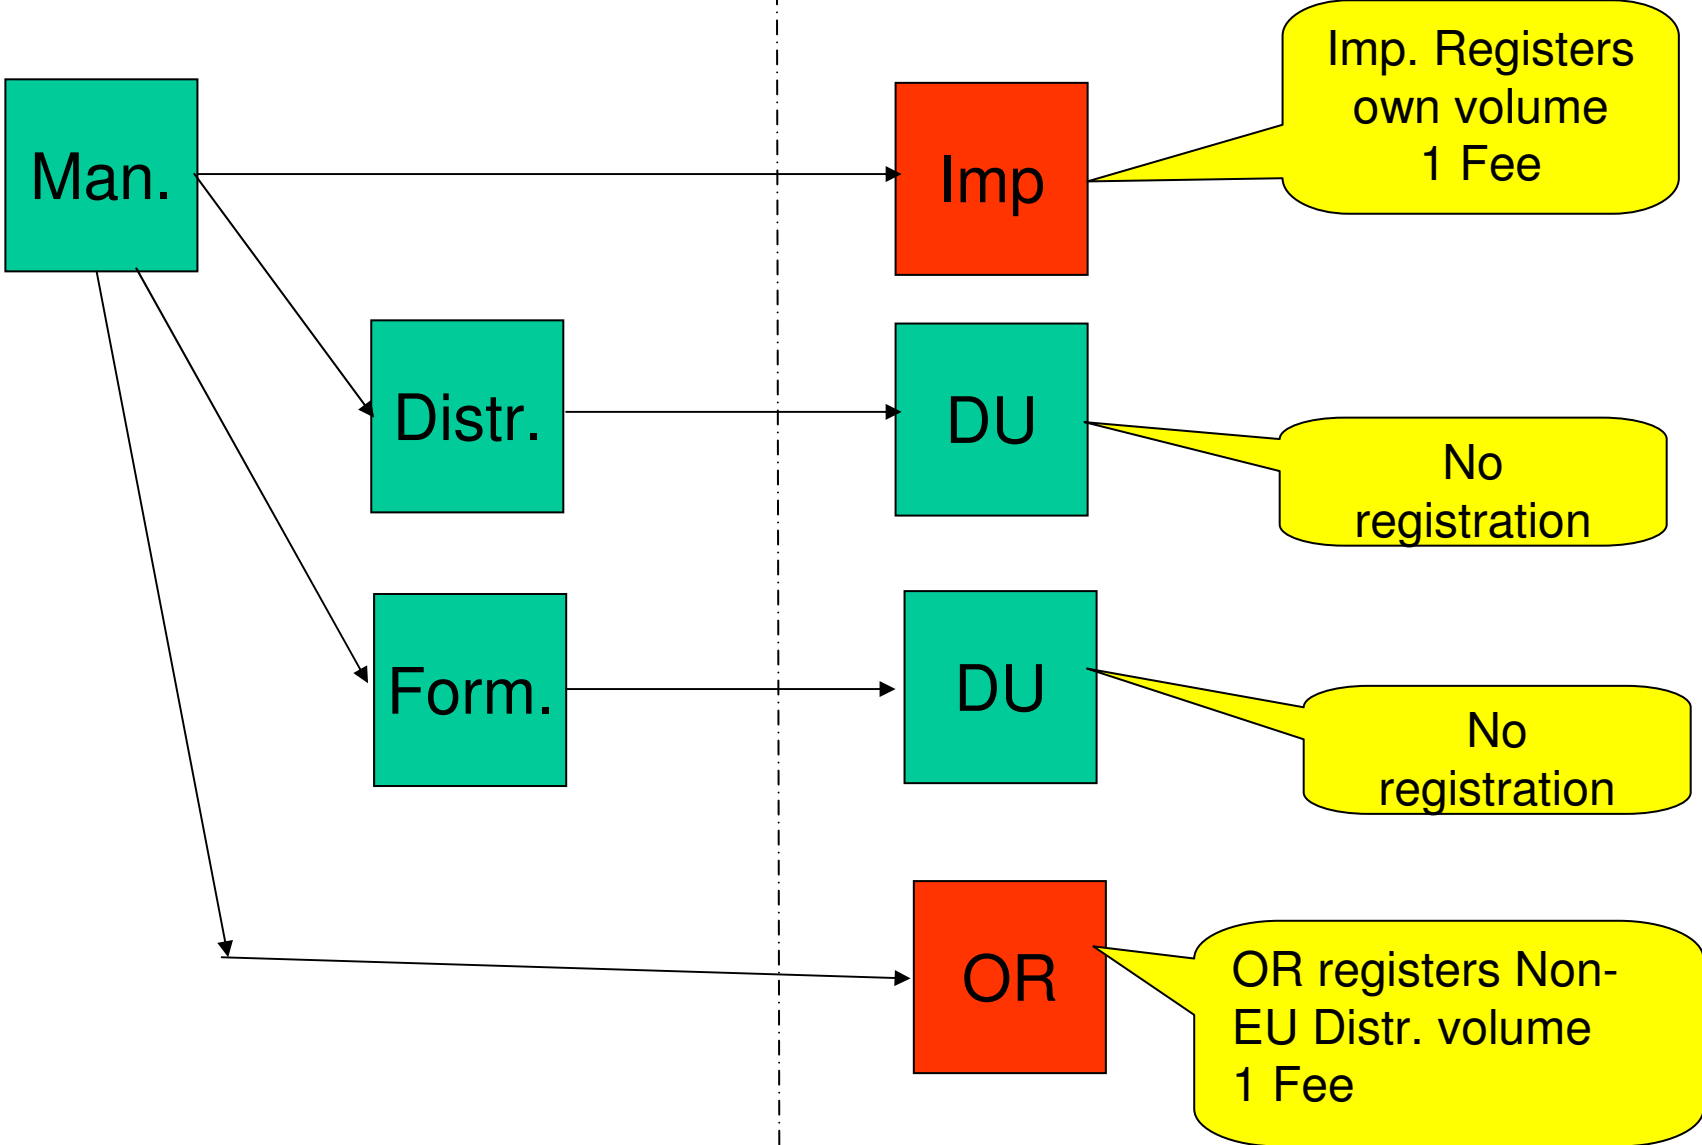 Imp. Registers
own volume
1 Fee
Man.
Imp
Distr.
DU
No
registration
Form.
DU
No
registration
OR
OR registers Non-
EU Distr. volume
1 Fee